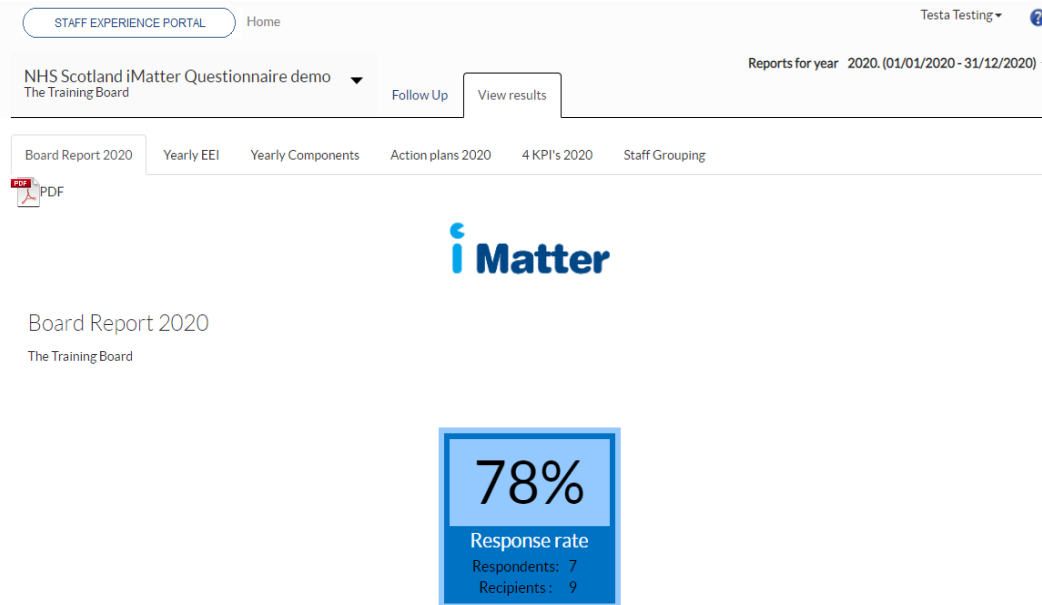 STAFF EXPERIENCE PORTAL Home Testa Testing
NHS Scotland iMatter Questionnaire demo
The Training Board
Follow Up View results
Reports for year 2020. (01/01/2020 - 31/12/2020)
Board Report 2020 Yearly EEI Yearly Components Action plans 2020 4 KPI's 2020 Staff Grouping
PDF PDF
i Matter
Board Report 2020
The Training Board
78%
Response rate
Respondents: 7
Recipients : 9